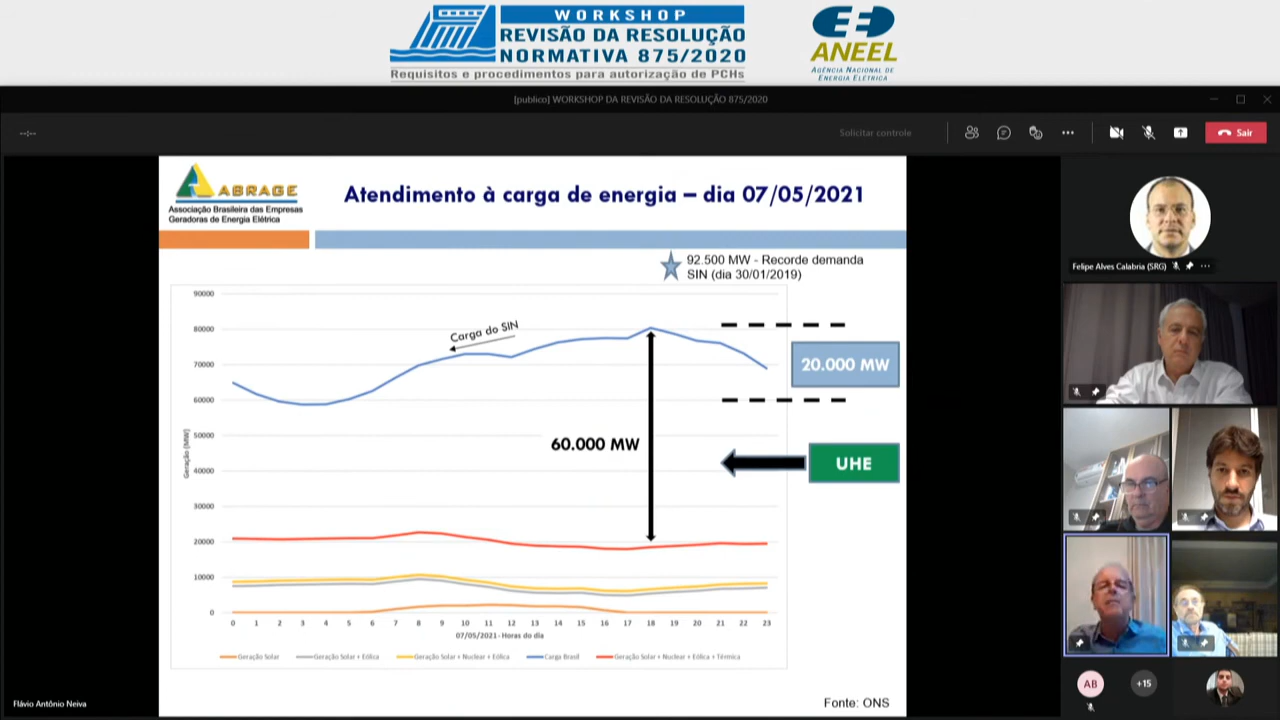 WORKSHOP
REVISÃO DA RESOLUÇÃO
NORMATIVA 875/2020
Requisitos e procedimentos para autorização de PCHs
ANEEL
AGÊNCIA NACIONAL DE
ENERGIA ELÉTRICA
[publico] WORKSHOP DA REVISÃO DA RESOLUÇÃO 875/2020
--:--
Solicitar controle
Sair
ABRAGE
Associação Brasileira das Empresas
Geradoras de Energia Elétrica
Atendimento à carga de energia – dia 07/05/2021
92.500 MW - Recorde demanda
SIN (dia 30/01/2019)
90000
80000
70000
60000
50000
40000
30000
20000
10000
0
Geração (MW)
Carga do SIN
60.000 MW
20.000 MW
UHE
0 1 2 3 4 5 6 7 8 9 10 11 12 13 14 15 16 17 18 19 20 21 22 23
07/05/2021- Horas do dia
Geração Solar
Geração Solar + Eólica
Geração Solar + Nuclear + Eólica
Carga Brasil
Geração Solar + Nuclear + Eólica + Térmica
Fonte: ONS
Felipe Alves Calabria (SRG)
AB
+15
Flávio Antônio Neiva